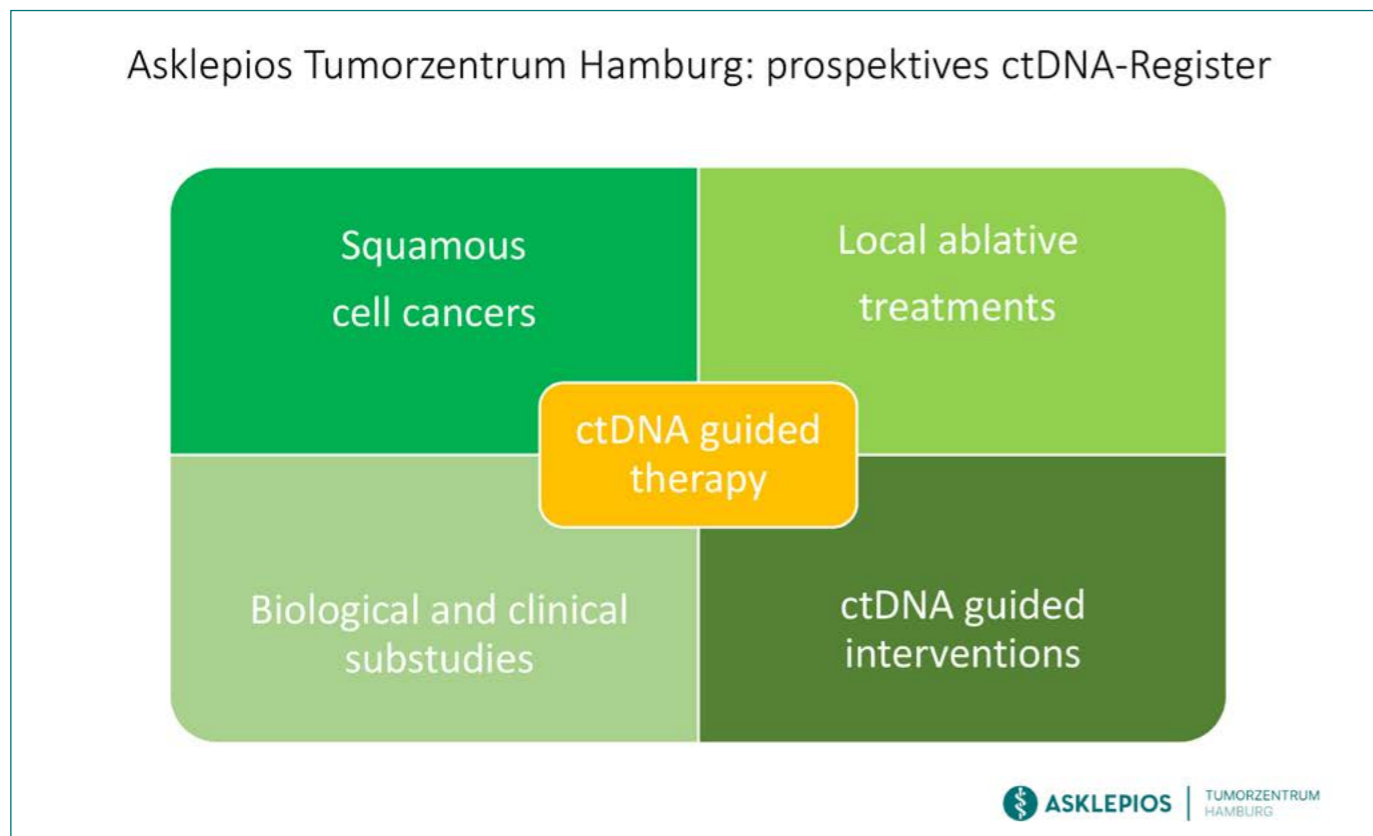 Asklepios Tumorzentrum Hamburg: prospektives ctDNA-Register
Squamous
cell cancers
Local ablative
treatments
ctDNA guided
therapy
Biological and clinical
substudies
ctDNA guided
interventions
ASKLEPIOS
TUMORZENTRUM
HAMBURG